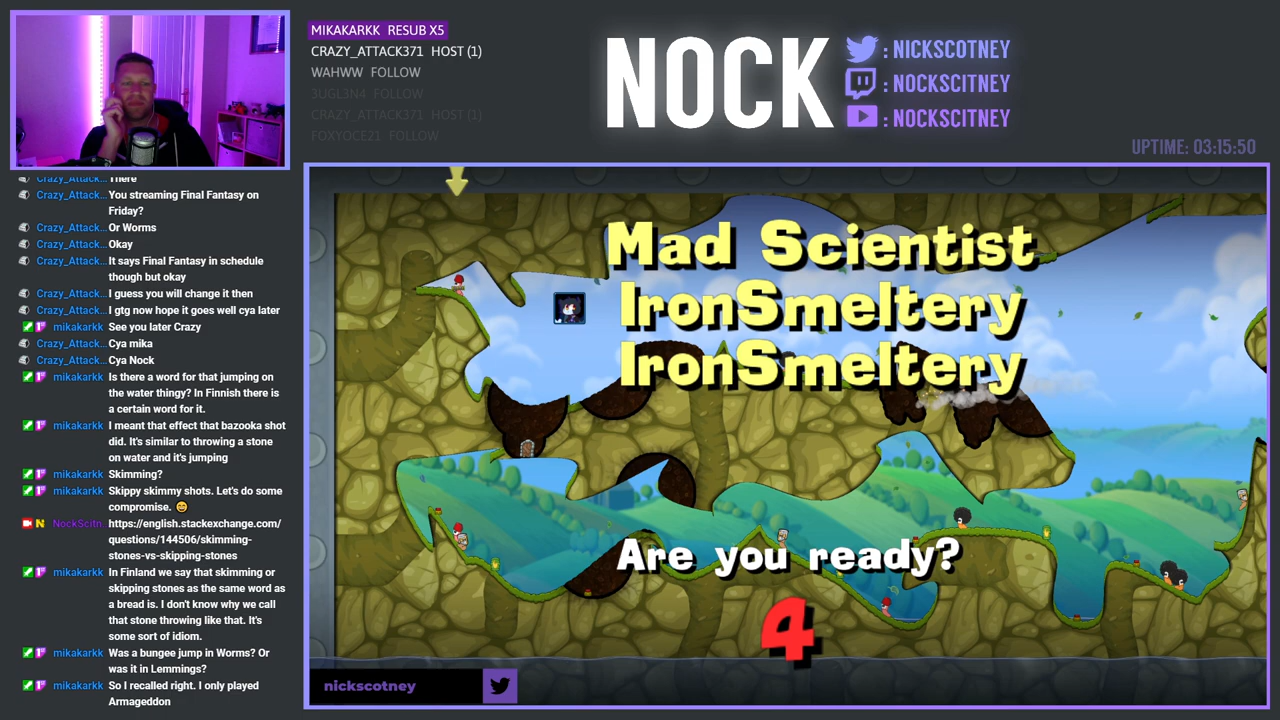 MIKAKARKK RESUB X5
CRAZY_ATTACK371 HOST (1)
WAHWW FOLLOW
3UGL3N4 FOLLOW
CRAZY_ATTACK371 HOST (1)
FOXYOCE21 FOLLOW
NOCK
: NICKSCOTNEY
: NOCKSCITNEY
: NOCKSCITNEY
UPTIME: 03:15:50
Crazy_Attack... There
Crazy_Attack... You streaming Final Fantasy on
Friday?
Crazy_Attack... Or Worms
Crazy_Attack... Okay
Crazy_Attack... It says Final Fantasy in schedule
though but okay
Crazy_Attack... I guess you will change it then
Crazy_Attack... I gtg now hope it goes well cya later
mikakarkk See you later Crazy
Crazy_Attack... Cya mika
Crazy_Attack... Cya Nock
mikakarkk Is there a word for that jumping on
the water thingy? In Finnish there is
a certain word for it.
mikakarkk I meant that effect that bazooka shot
did. It's similar to throwing a stone
on water and it's jumping
mikakarkk Skimming?
mikakarkk Skippy skimmy shots. Let's do some
compromise. 😄
N NockScitn... https://english.stackexchange.com/
questions/144506/skimming-
stones-vs-skipping-stones
mikakarkk In Finland we say that skimming or
skipping stones as the same word as
a bread is. I don't know why we call
that stone throwing like that. It's
some sort of idiom.
mikakarkk Was a bungee jump in Worms? Or
was it in Lemmings?
mikakarkk So I recalled right. I only played
Armageddon
Mad Scientist
IronSmeltery
IronSmeltery
Are you ready?
4
nickscotney